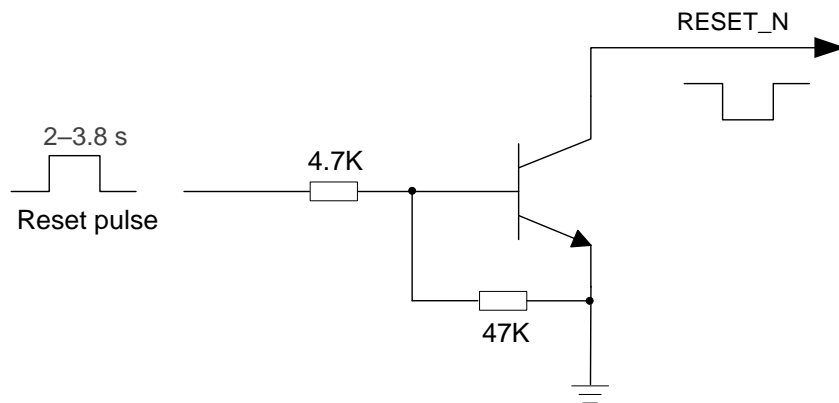 RESET_N
2–3.8 s
4.7K
Reset pulse
47K